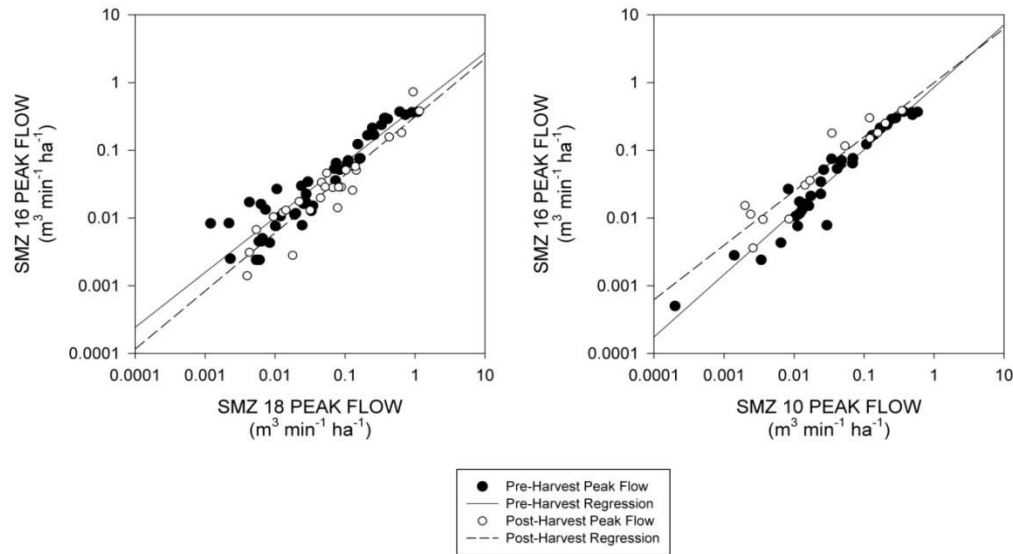 SMZ 16 PEAK FLOW
(m³ min⁻¹ ha⁻¹)
10
1
0.1
0.01
0.001
0.0001
0.0001
0.001
0.01
0.1
1
10
SMZ 18 PEAK FLOW
(m³ min⁻¹ ha⁻¹)
SMZ 16 PEAK FLOW
(m³ min⁻¹ ha⁻¹)
10
1
0.1
0.01
0.001
0.0001
0.0001
0.001
0.01
0.1
1
10
SMZ 10 PEAK FLOW
(m³ min⁻¹ ha⁻¹)
Pre-Harvest Peak Flow
Pre-Harvest Regression
Post-Harvest Peak Flow
Post-Harvest Regression